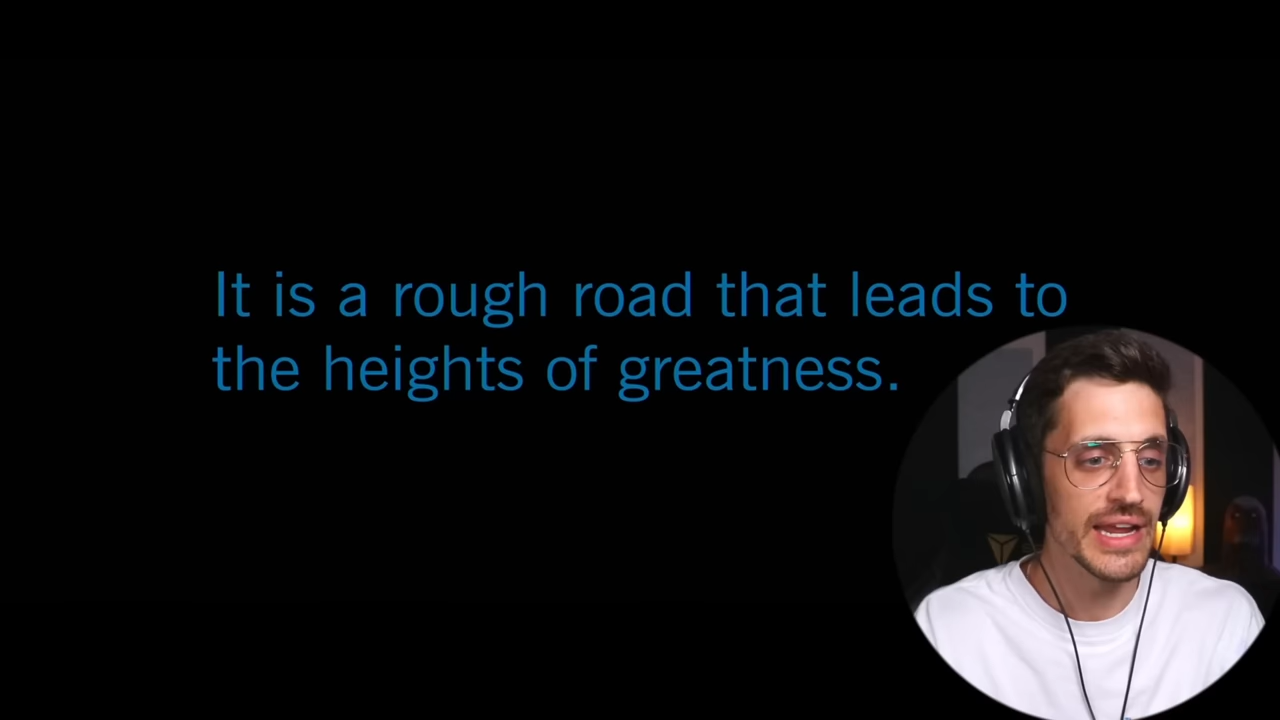 It is a rough road that leads to
the heights of greatness.